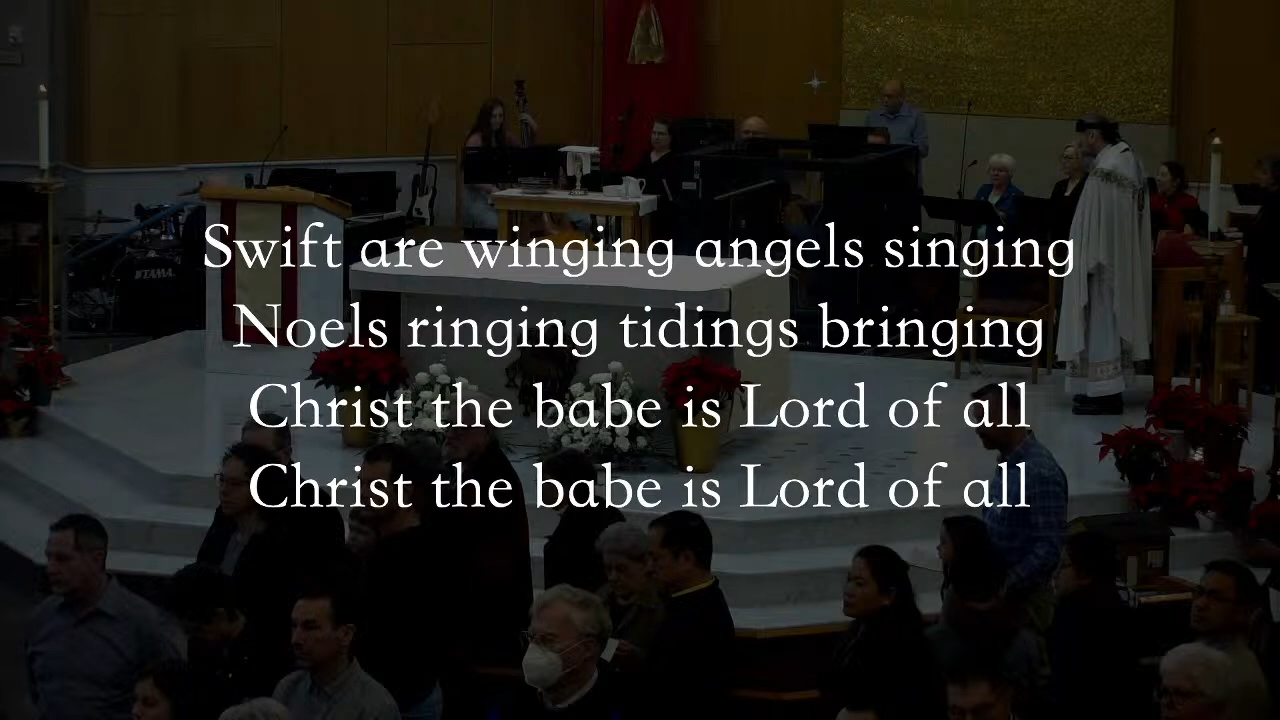 Swift are winging angels singing
Noels ringing tidings bringing
Christ the babe is Lord of all
Christ the babe is Lord of all
TAMA